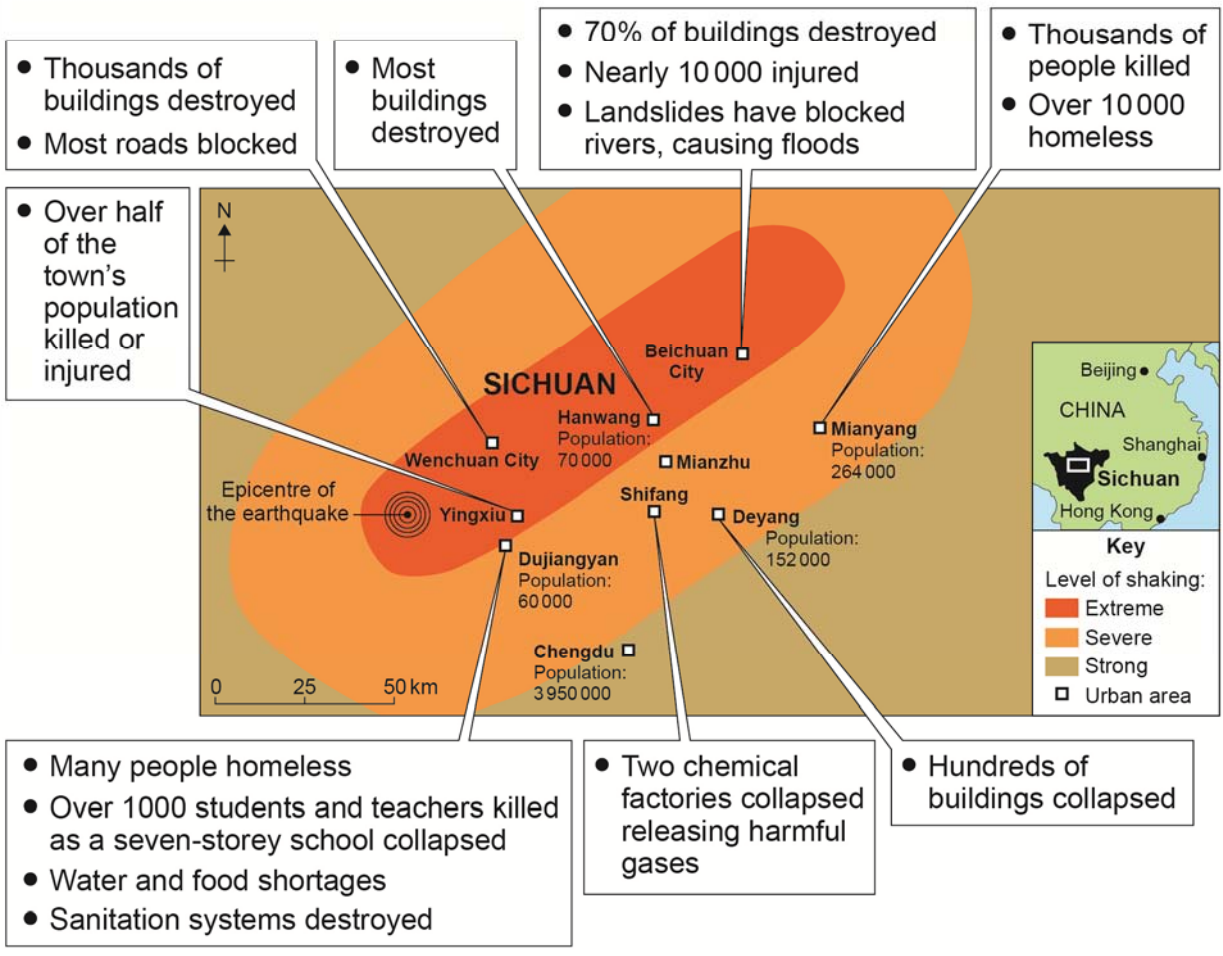 ● Thousands of
buildings destroyed
● Most roads blocked
● Most
buildings
destroyed
● 70% of buildings destroyed
● Nearly 10 000 injured
● Landslides have blocked
rivers, causing floods
● Thousands of
people killed
● Over 10 000
homeless
● Over half
of the
town's
population
killed or
injured
N
SICHUAN
Beichuan
City
Hanwang
Population:
70 000
Wenchuan City
Mianyang
Population:
264 000
Mianzhu
Epicentre of
the earthquake
Yingxiu
Shifang
Deyang
Population:
152 000
Dujiangyan
Population:
60 000
Chengdu
Population:
3 950 000
0 25 50 km
Beijing
CHINA
Shanghai
Sichuan
Hong Kong
Key
Level of shaking:
Extreme
Severe
Strong
Urban area
● Many people homeless
● Over 1000 students and teachers killed
as a seven-storey school collapsed
● Water and food shortages
● Sanitation systems destroyed
● Two chemical
factories collapsed
releasing harmful
gases
● Hundreds of
buildings collapsed